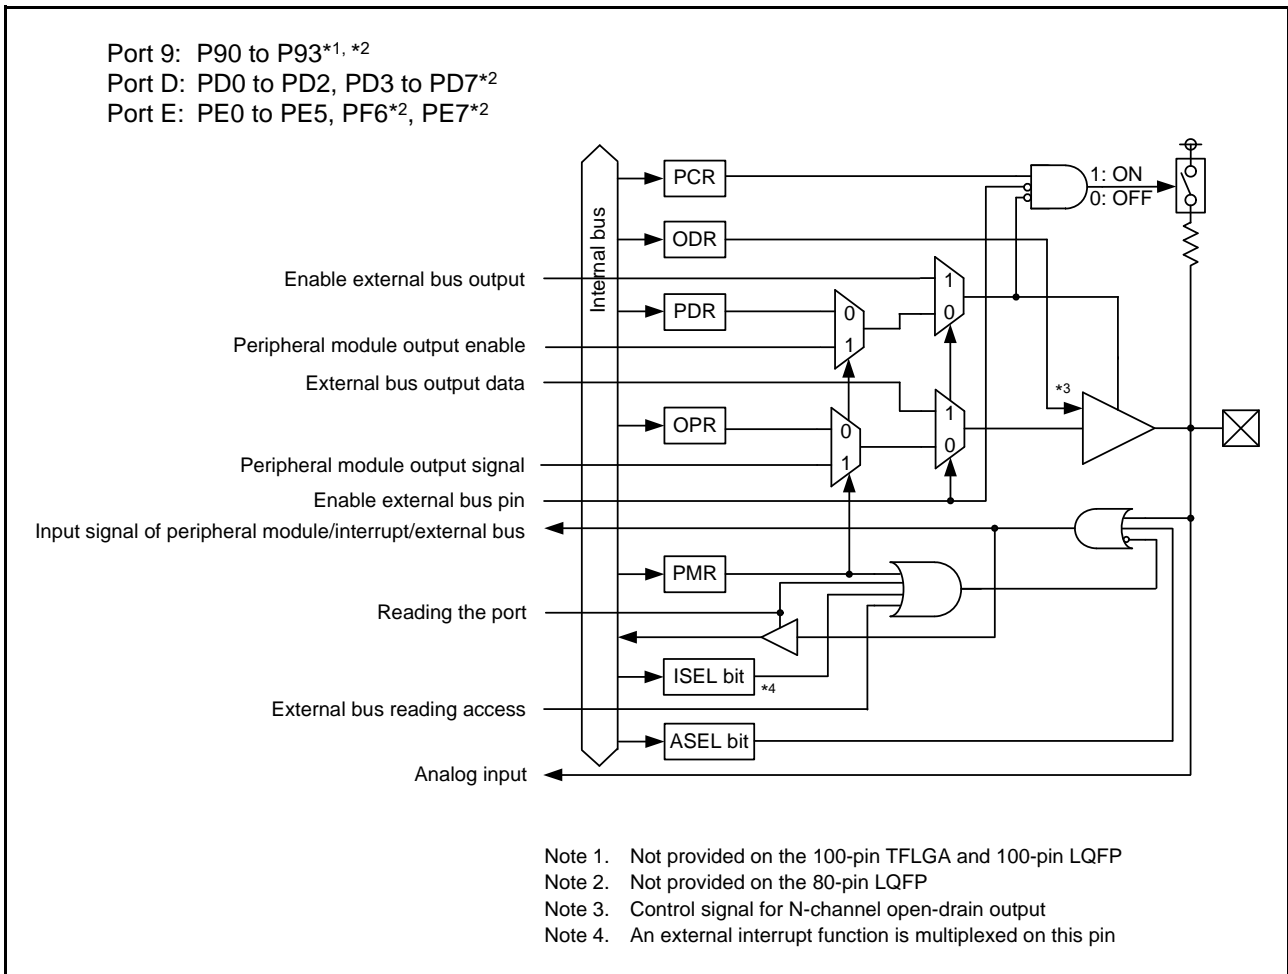 Port 9: P90 to P93*1, *2
Port D: PD0 to PD2, PD3 to PD7*2
Port E: PE0 to PE5, PF6*2, PE7*2
Internal bus
PCR
1: ON
0: OFF
ODR
Enable external bus output
1
0
PDR
0
1
Peripheral module output enable
External bus output data
*3
OPR
0
1
1
0
Peripheral module output signal
Enable external bus pin
Input signal of peripheral module/interrupt/external bus
PMR
Reading the port
ISEL bit
*4
External bus reading access
ASEL bit
Analog input
Note 1. Not provided on the 100-pin TFLGA and 100-pin LQFP
Note 2. Not provided on the 80-pin LQFP
Note 3. Control signal for N-channel open-drain output
Note 4. An external interrupt function is multiplexed on this pin